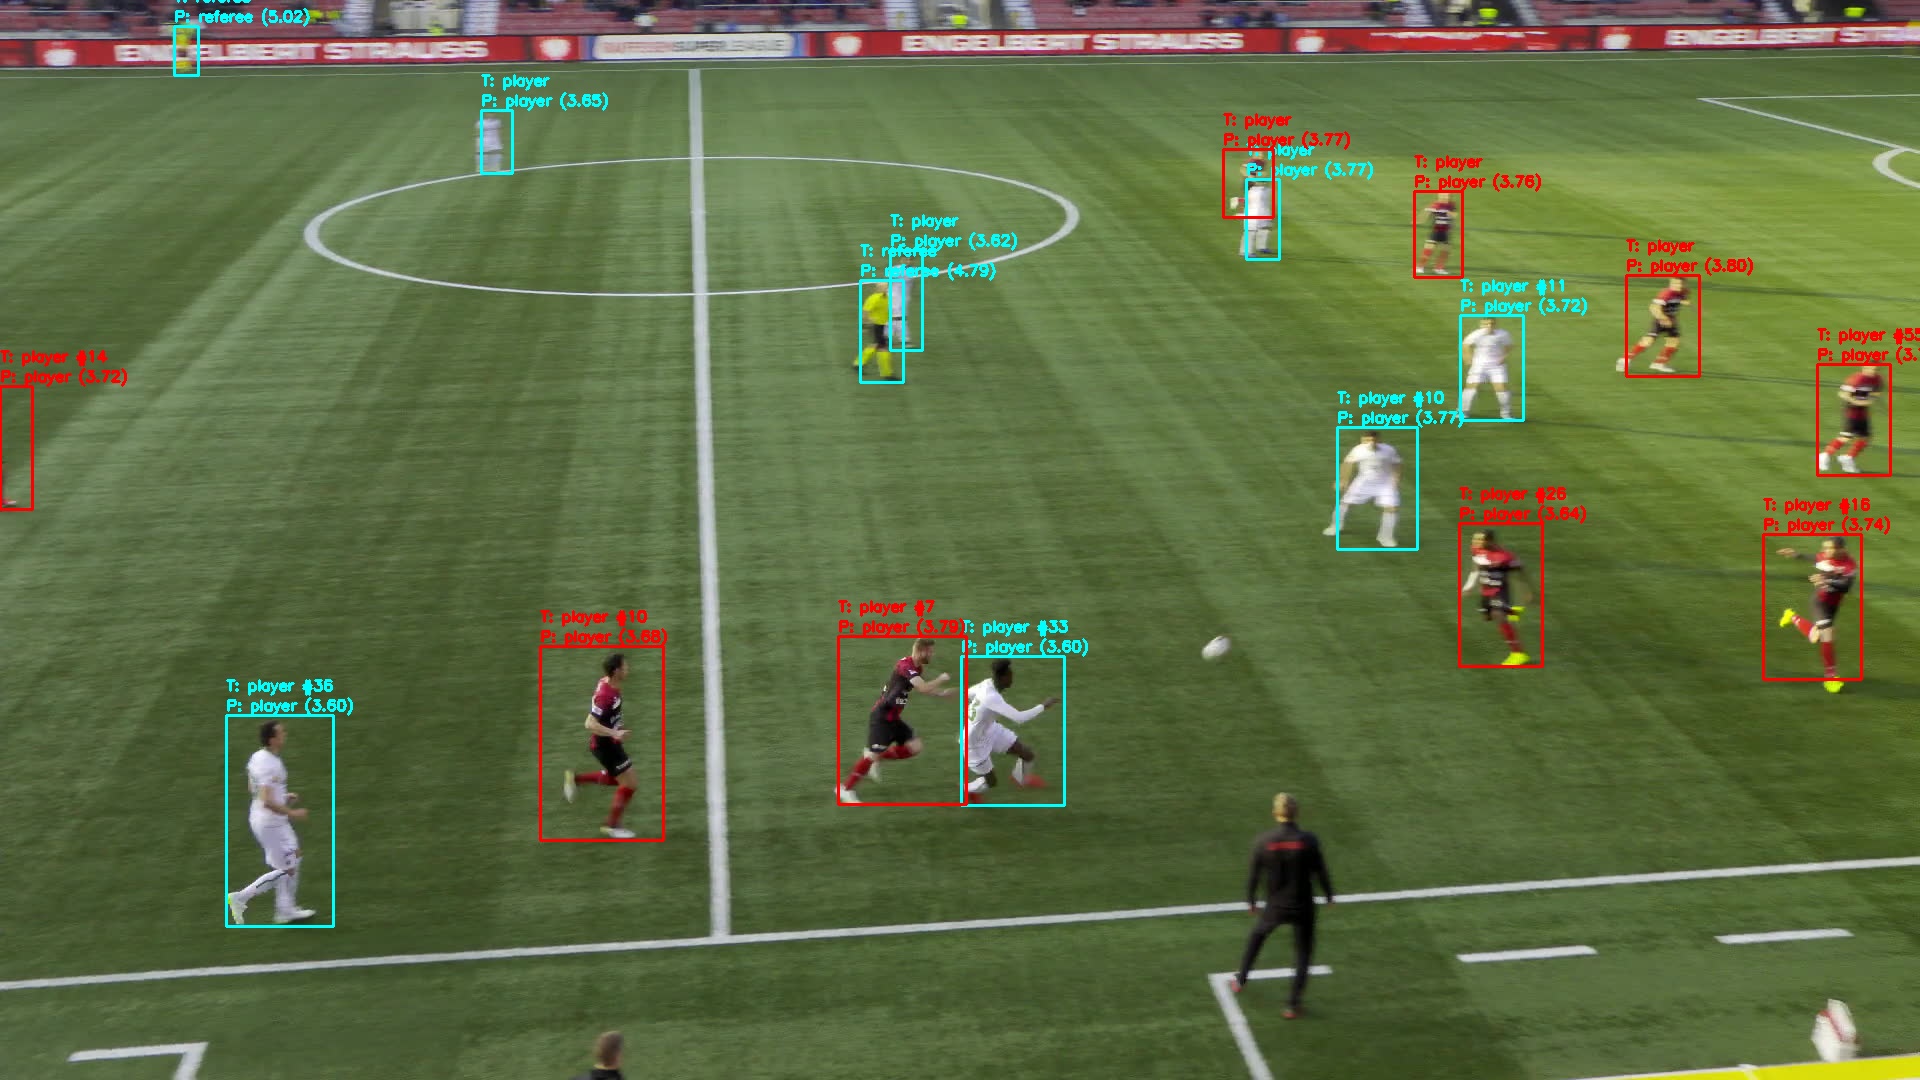 P: referee (5.02)
ENGELBERT STRAUSS
ENGELBERT STRAUSS
ENGELBERT STR
T: player
P: player (3.65)
T: player
P: player (3.77)
player
player (3.77)
T: player
P: player (3.76)
T: player
P: player (3.62)
T: referee
P: referee (4.79)
T: player
P: player (3.80)
T: player #11
P: player (3.72)
T: player #55
P: player (3.
T: player #14
P: player (3.72)
T: player #10
P: player (3.77)
T: player #26
P: player (3.64)
T: player #16
P: player (3.74)
T: player #10
P: player (3.68)
T: player #7
P: player (3.79)
T: player #33
P: player (3.60)
T: player #36
P: player (3.60)